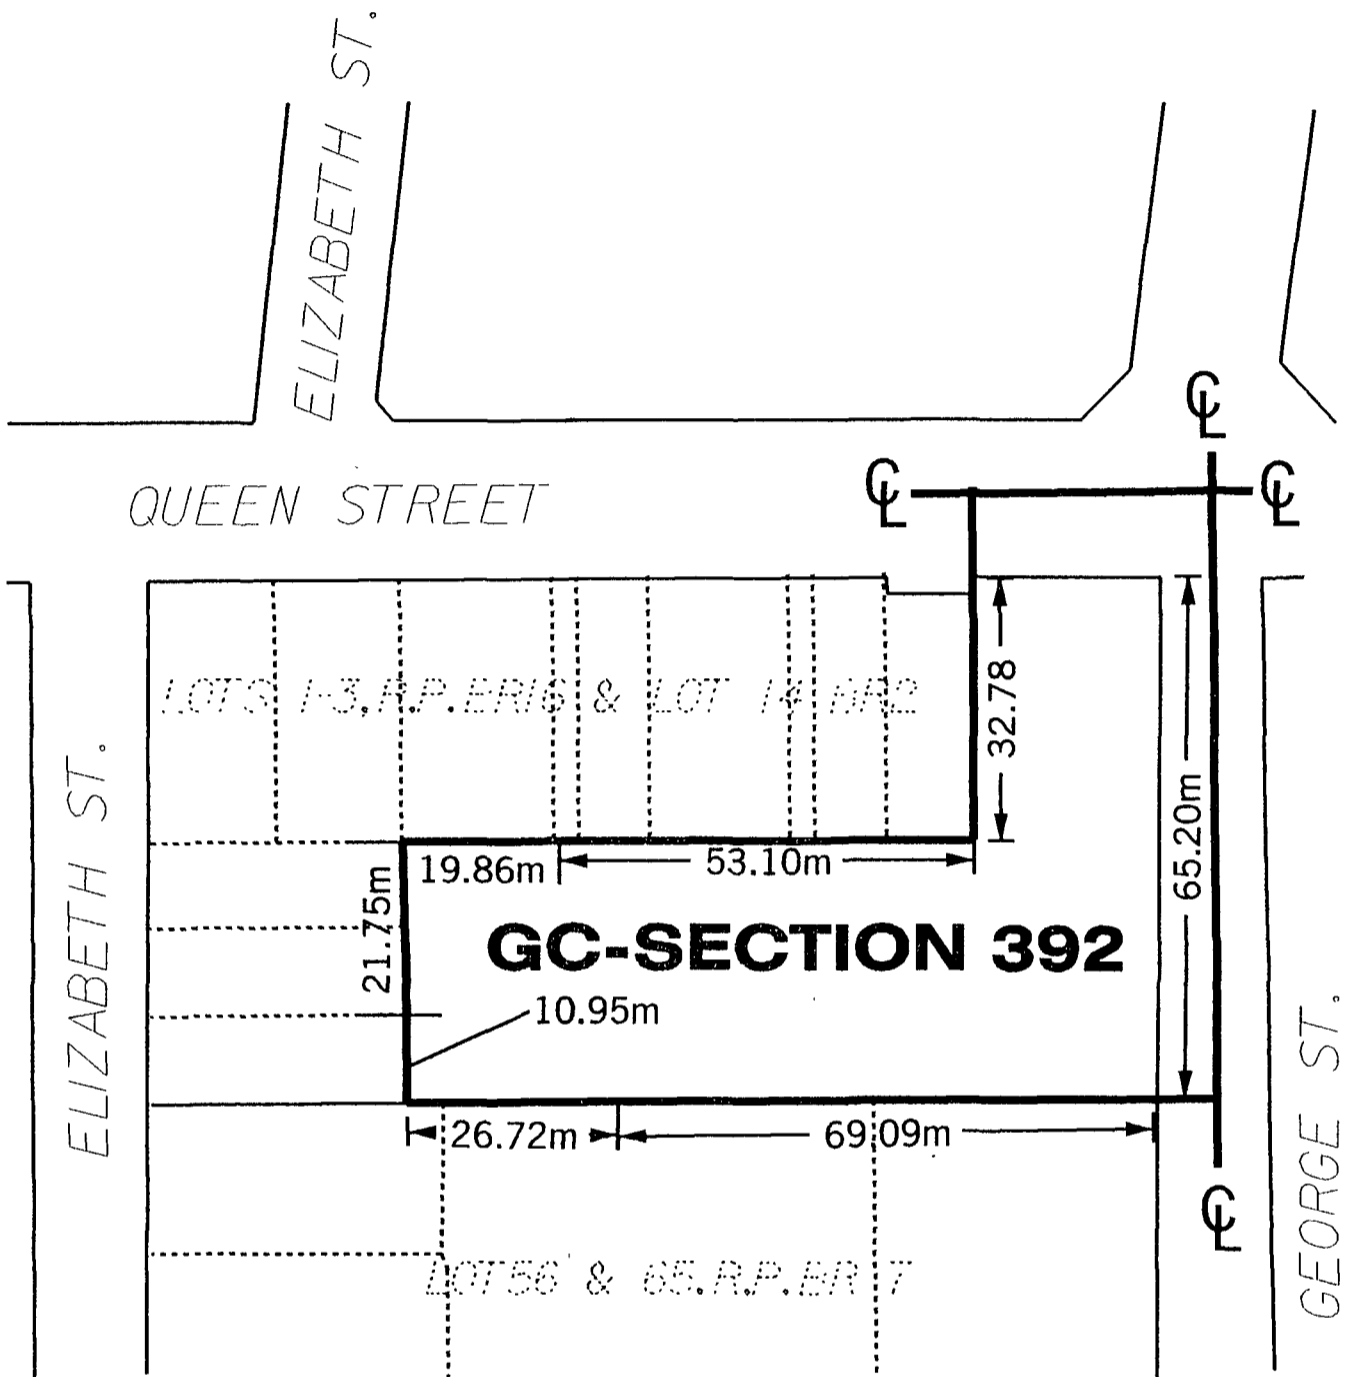 ELIZABETH ST.
QUEEN STREET
℄
℄
℄
LOTS 1-3, R.P. BR16 & LOT 14 BR2
32.78
65.20m
19.86m
53.10m
21.75m
GC-SECTION 392
10.95m
ELIZABETH ST.
26.72m
69.09m
GEORGE ST.
℄
LOT 56 & 65. R.P. BR 7